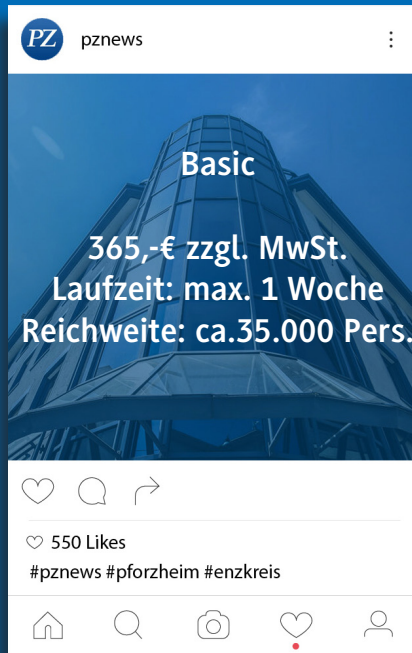 PZ pznews
Basic
365,-€ zzgl. MwSt.
Laufzeit: max. 1 Woche
Reichweite: ca.35.000 Pers.
550 Likes
#pznews #pforzheim #enzkreis